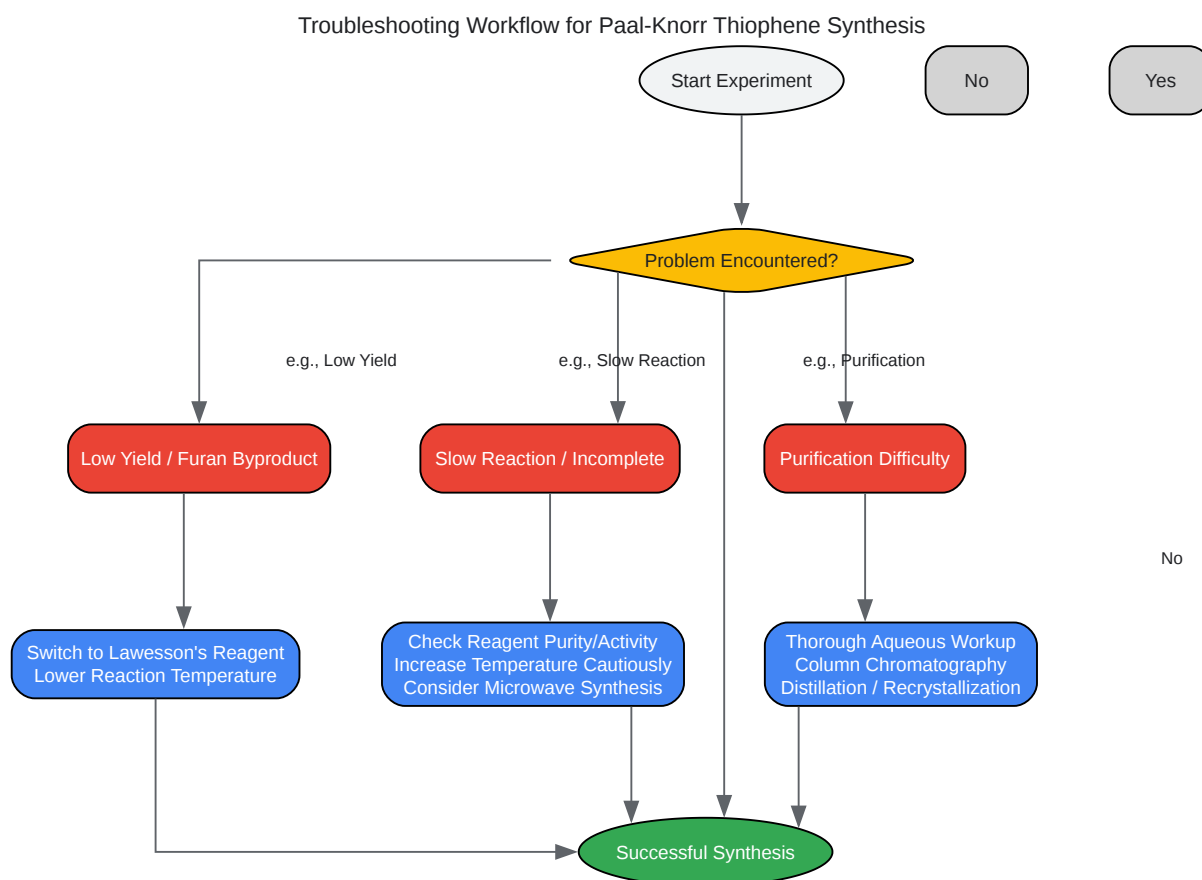 Troubleshooting Workflow for Paal-Knorr Thiophene Synthesis
Start Experiment
No
Yes
Problem Encountered?
e.g., Low Yield
e.g., Slow Reaction
e.g., Purification
Low Yield / Furan Byproduct
Slow Reaction / Incomplete
Purification Difficulty
No
Switch to Lawesson's Reagent
Lower Reaction Temperature
Check Reagent Purity/Activity
Increase Temperature Cautiously
Consider Microwave Synthesis
Thorough Aqueous Workup
Column Chromatography
Distillation / Recrystallization
Successful Synthesis